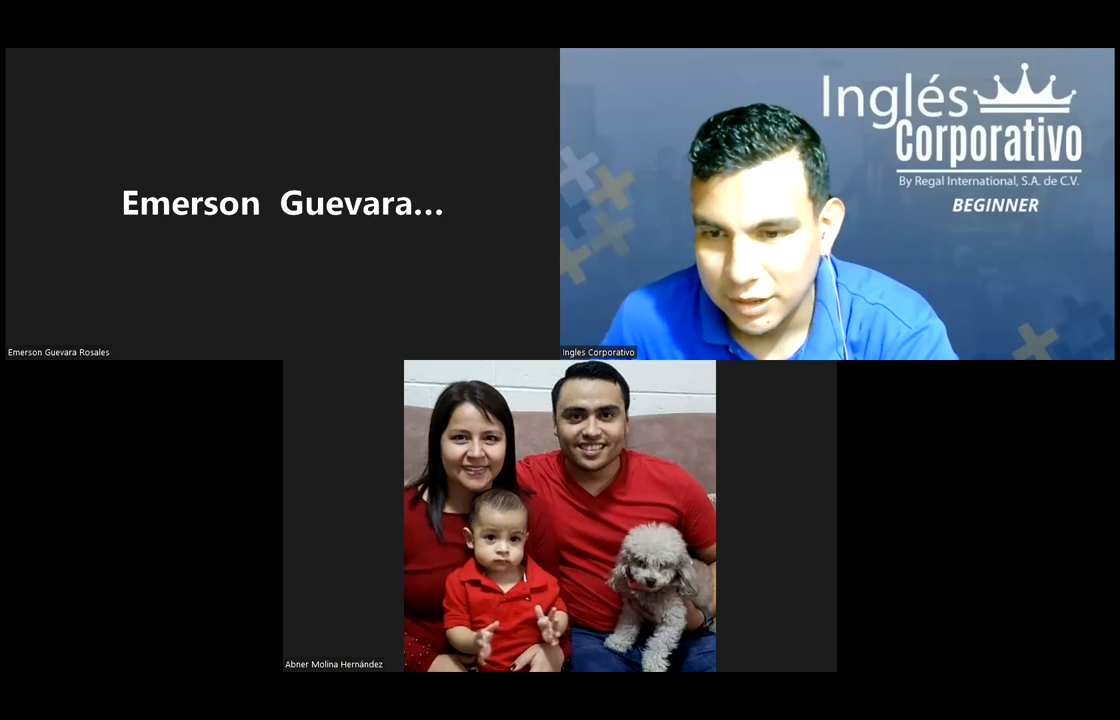 Emerson  Guevara...
Emerson Guevara Rosales
Inglés
Corporativo
By Regal International, S.A. de C.V.
BEGINNER
Ingles Corporativo
Abner Molina Hernández